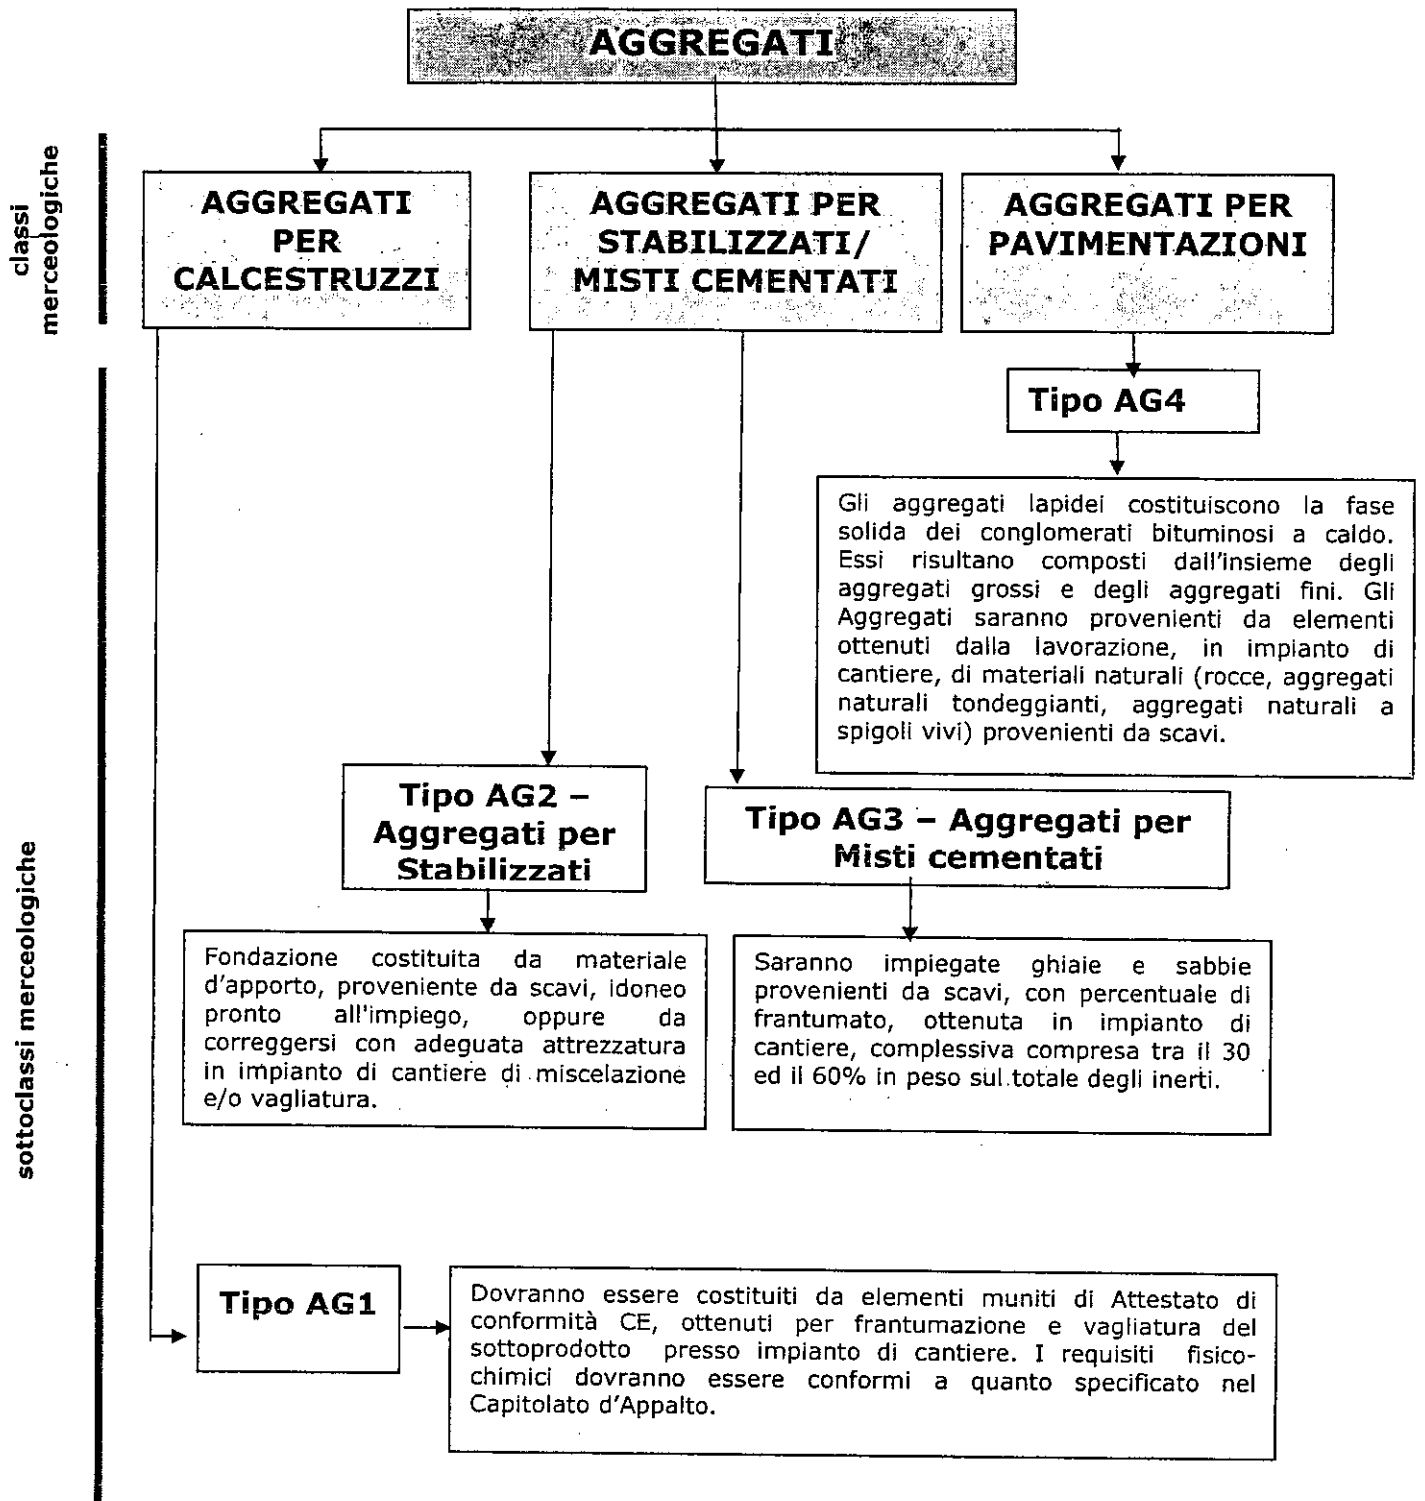 AGGREGATI
classi
merceologiche
AGGREGATI
PER
CALCESTRUZZI
AGGREGATI PER
STABILIZZATI/
MISTI CEMENTATI
AGGREGATI PER
PAVIMENTAZIONI
sottoclassi merceologiche
Tipo AG4
Gli aggregati lapidei costituiscono la fase
solida dei conglomerati bituminosi a caldo.
Essi risultano composti dall'insieme degli
aggregati grossi e degli aggregati fini. Gli
Aggregati saranno provenienti da elementi
ottenuti dalla lavorazione, in impianto di
cantiere, di materiali naturali (rocce, aggregati
naturali tondeggianti, aggregati naturali a
spigoli vivi) provenienti da scavi.
Tipo AG2 –
Aggregati per
Stabilizzati
Tipo AG3 – Aggregati per
Misti cementati
Fondazione costituita da materiale
d'apporto, proveniente da scavi, idoneo
pronto all'impiego, oppure da
correggersi con adeguata attrezzatura
in impianto di cantiere di miscelazione
e/o vagliatura.
Saranno impiegate ghiaie e sabbie
provenienti da scavi, con percentuale di
frantumato, ottenuta in impianto di
cantiere, complessiva compresa tra il 30
ed il 60% in peso sul totale degli inerti.
Tipo AG1
Dovranno essere costituiti da elementi muniti di Attestato di
conformità CE, ottenuti per frantumazione e vagliatura del
sottoprodotto presso impianto di cantiere. I requisiti fisico-
chimici dovranno essere conformi a quanto specificato nel
Capitolato d'Appalto.